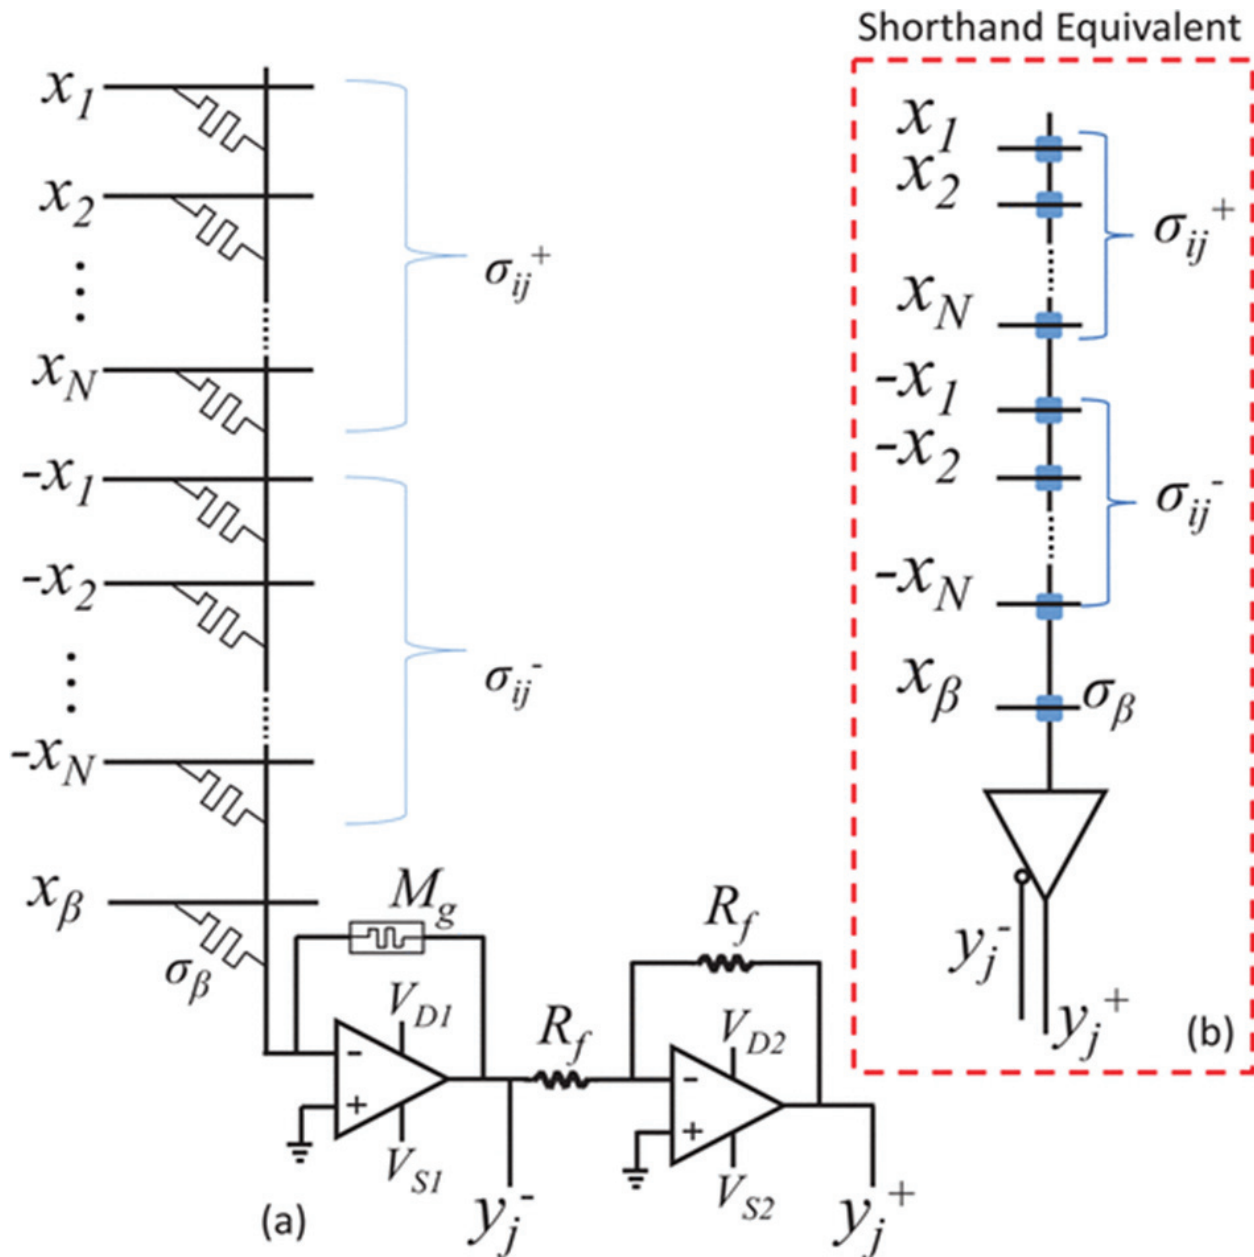 Shorthand Equivalent
x1
x2
⋮
xN
-x1
-x2
⋮
-xN
xβ
σij+
σij-
σβ
Mg
VD1
-
+
VS1
Rf
Rf
VD2
-
+
VS2
yj-
yj+
(a)
x1
x2
xN
-x1
-x2
-xN
xβ
σij+
σij-
σβ
yj-
yj+
(b)